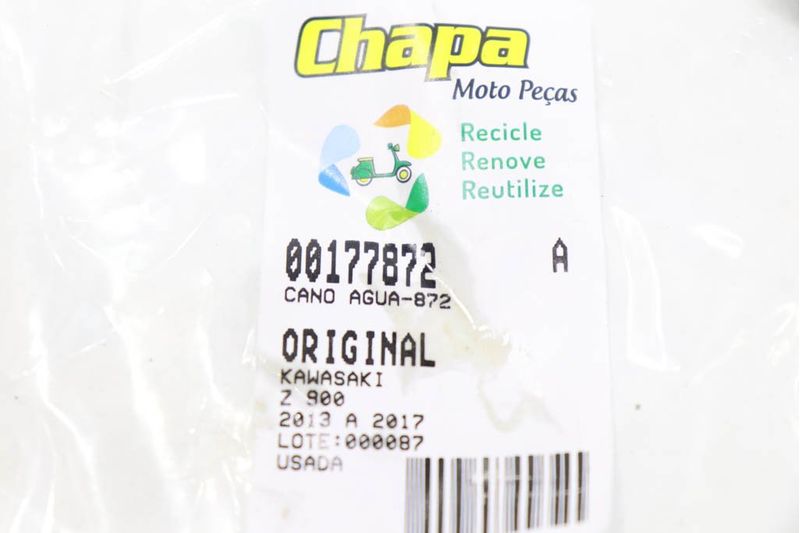 Chapa
Moto Peças
Recicle
Renove
Reutilize
00177872 A
CANO AGUA-872
ORIGINAL
KAWASAKI
Z 900
2013 A 2017
LOTE:000087
USADA